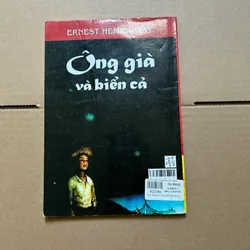 ERNEST HEMINGWAY
Ông già
và biển cả